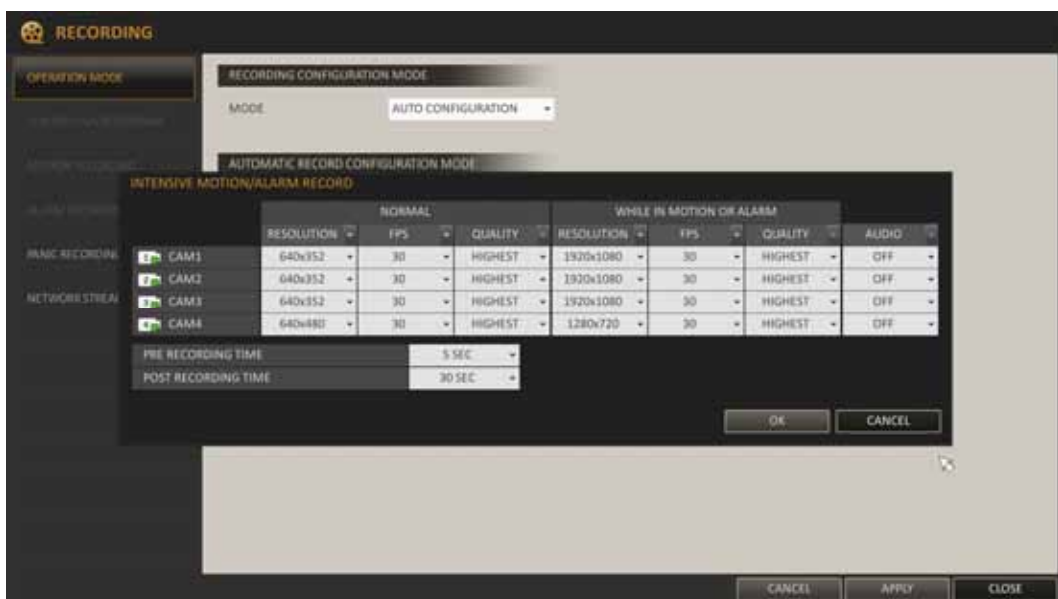 RECORDING
OPERATION MODE
RECORDING CONFIGURATION MODE
MODE AUTO CONFIGURATION
AUTOMATIC RECORD CONFIGURATION MODE
INTENSIVE MOTION/ALARM RECORD
NORMAL WHILE IN MOTION OR ALARM
RESOLUTION FPS QUALITY RESOLUTION FPS QUALITY AUDIO
1 CAM1 640x352 30 HIGHEST 1920x1080 30 HIGHEST OFF
2 CAM2 640x352 30 HIGHEST 1920x1080 30 HIGHEST OFF
3 CAM3 640x352 30 HIGHEST 1920x1080 30 HIGHEST OFF
4 CAM4 640x480 30 HIGHEST 1280x720 30 HIGHEST OFF
PANIC RECORDING
NETWORK STREA
PRE RECORDING TIME 5 SEC
POST RECORDING TIME 30 SEC
OK CANCEL
CANCEL APPLY CLOSE